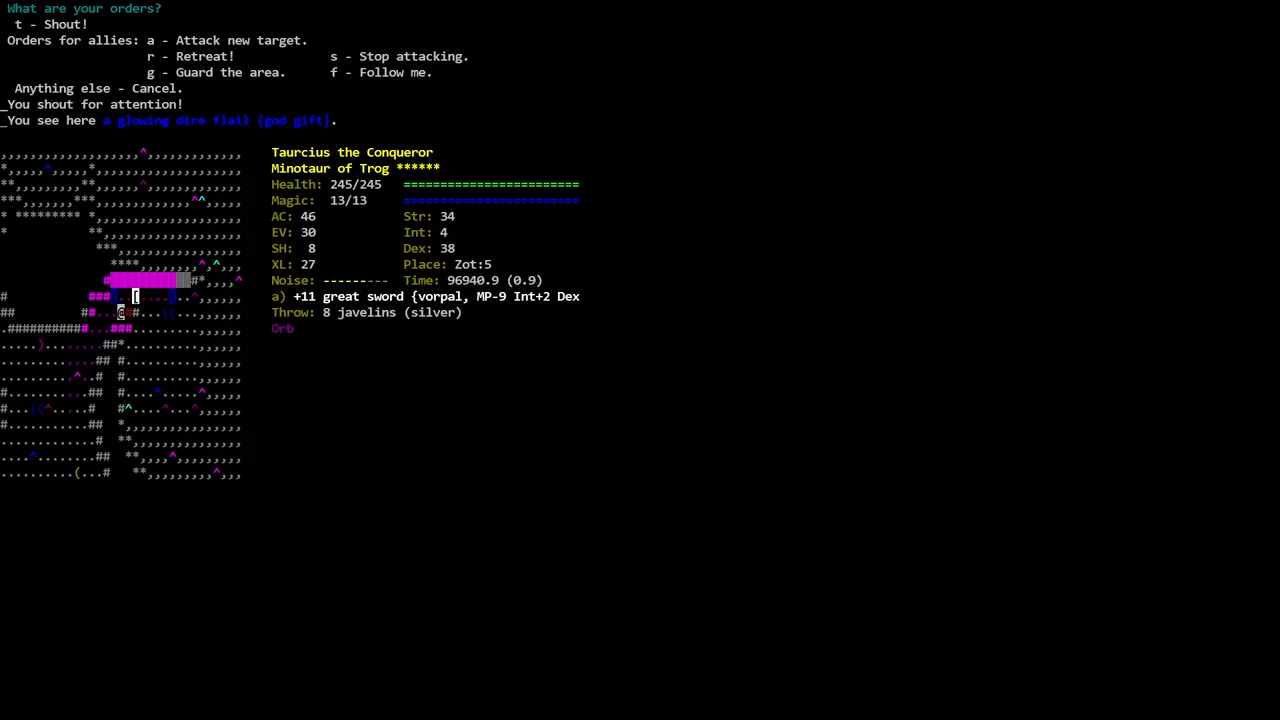 What are your orders?
t - Shout!
Orders for allies: a - Attack new target.
r - Retreat! s - Stop attacking.
g - Guard the area. f - Follow me.
Anything else - Cancel.
_You shout for attention!
_You see here a glowing dire flail {god gift}.
Taurcius the Conqueror
Minotaur of Trog ******
Health: 245/245 ========================
Magic: 13/13 ========================
AC: 46 Str: 34
EV: 30 Int: 4
SH: 8 Dex: 38
XL: 27 Place: Zot:5
Noise: --------- Time: 96940.9 (0.9)
a) +11 great sword {vorpal, MP-9 Int+2 Dex
Throw: 8 javelins (silver)
Orb